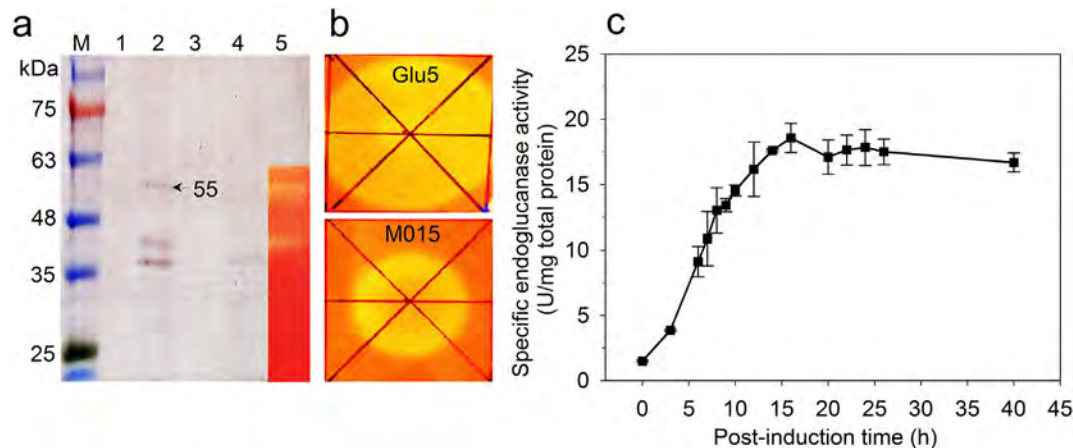 a
M 1 2 3 4 5
kDa
75
63
55
48
35
25
b
Glu5
M015
c
Specific endoglucanase activity
(U/mg total protein)
25
20
15
10
5
0
0 5 10 15 20 25 30 35 40 45
Post-induction time (h)